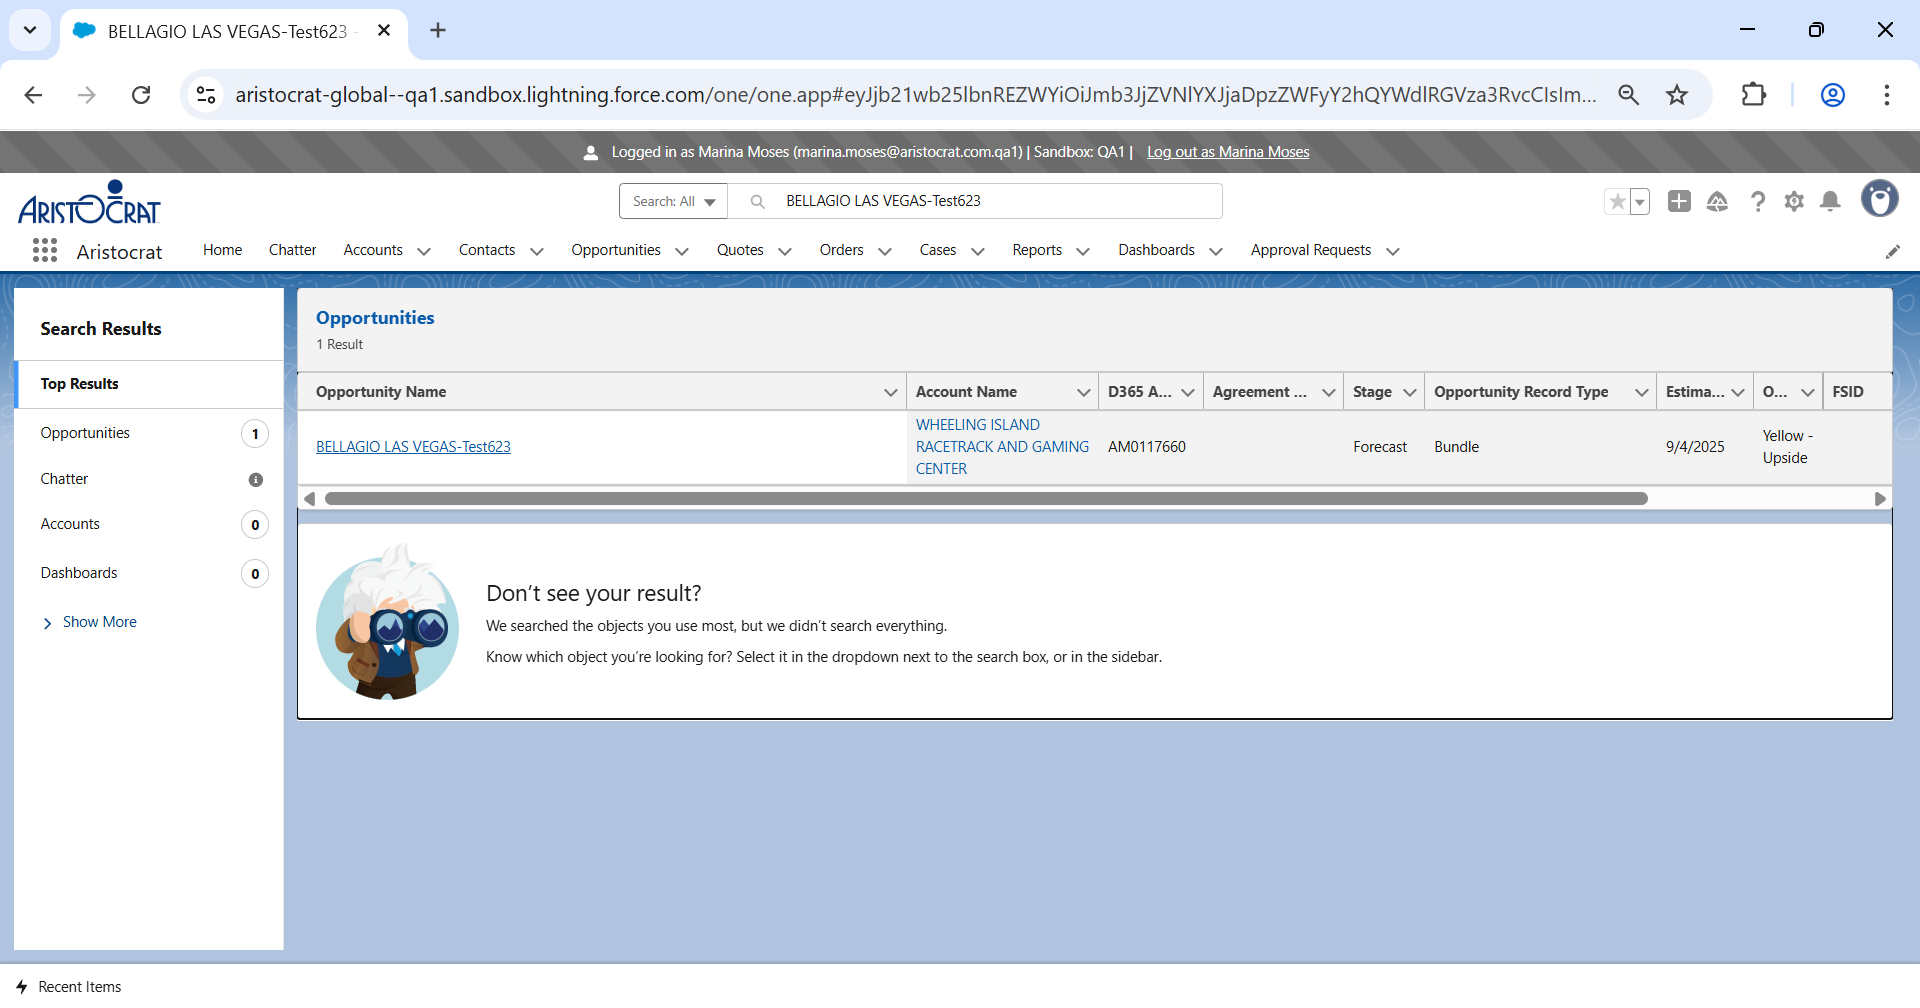 BELLAGIO LAS VEGAS-Test623 -
aristocrat-global--qa1.sandbox.lightning.force.com/one/one.app#eyJjb21wb25lbnREZWYiOiJmb3JjZVNlYXJjaDpzZWFyY2hQYWdlRGVza3RvcCIsIm...
Logged in as Marina Moses (marina.moses@aristocrat.com.qa1) | Sandbox: QA1 | Log out as Marina Moses
ARISTOCRAT
Search: All
BELLAGIO LAS VEGAS-Test623
Aristocrat
Home
Chatter
Accounts
Contacts
Opportunities
Quotes
Orders
Cases
Reports
Dashboards
Approval Requests
Search Results
Top Results
Opportunities 1
Chatter
Accounts 0
Dashboards 0
Show More
Opportunities
1 Result
Opportunity Name
Account Name
D365 A...
Agreement ...
Stage
Opportunity Record Type
Estima...
O...
FSID
BELLAGIO LAS VEGAS-Test623
WHEELING ISLAND
RACETRACK AND GAMING
CENTER
AM0117660
Forecast
Bundle
9/4/2025
Yellow -
Upside
Don't see your result?
We searched the objects you use most, but we didn't search everything.
Know which object you're looking for? Select it in the dropdown next to the search box, or in the sidebar.
Recent Items